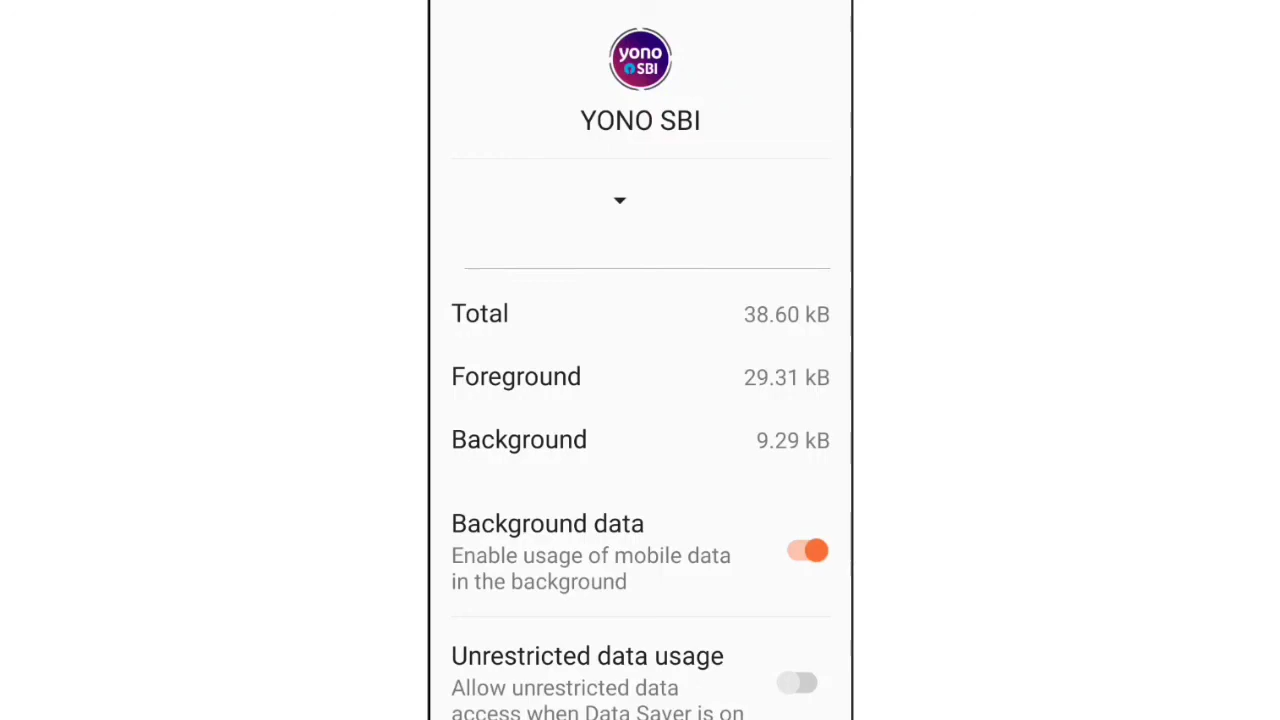 yono
SBI
YONO SBI
Total 38.60 kB
Foreground 29.31 kB
Background 9.29 kB
Background data
Enable usage of mobile data
in the background
Unrestricted data usage
Allow unrestricted data
access when Data Saver is on